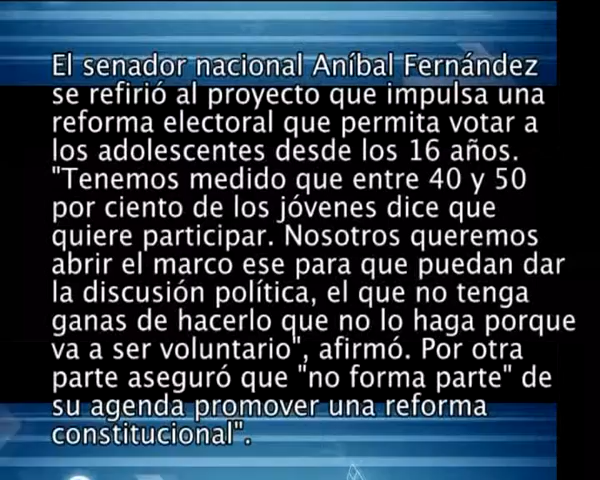 El senador nacional Aníbal Fernández
se refirió al proyecto que impulsa una
reforma electoral que permita votar a
los adolescentes desde los 16 años.
"Tenemos medido que entre 40 y 50
por ciento de los jóvenes dice que
quiere participar. Nosotros queremos
abrir el marco ese para que puedan dar
la discusión política, el que no tenga
ganas de hacerlo que no lo haga porque
va a ser voluntario", afirmó. Por otra
parte aseguró que "no forma parte" de
su agenda promover una reforma
constitucional".